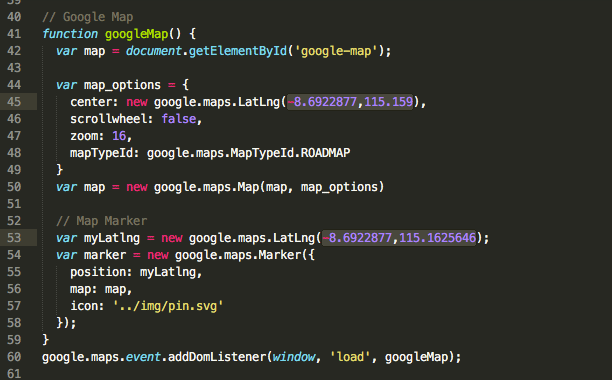 40 // Google Map
41 function googleMap() {
42 var map = document.getElementById('google-map');
43
44 var map_options = {
45 center: new google.maps.LatLng(-8.6922877,115.159),
46 scrollwheel: false,
47 zoom: 16,
48 mapTypeId: google.maps.MapTypeId.ROADMAP
49 }
50 var map = new google.maps.Map(map, map_options)
51
52 // Map Marker
53 var myLatlng = new google.maps.LatLng(-8.6922877,115.1625646);
54 var marker = new google.maps.Marker({
55 position: myLatlng,
56 map: map,
57 icon: '../img/pin.svg'
58 });
59 }
60 google.maps.event.addDomListener(window, 'load', googleMap);
61